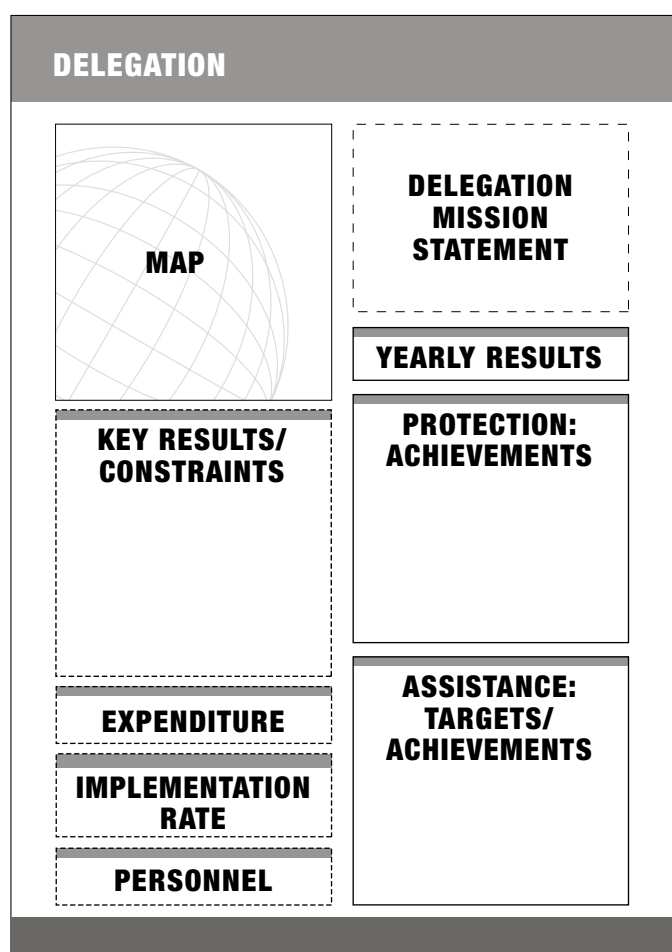 DELEGATION
MAP
KEY RESULTS/
CONSTRAINTS
EXPENDITURE
IMPLEMENTATION
RATE
PERSONNEL
DELEGATION
MISSION
STATEMENT
YEARLY RESULTS
PROTECTION:
ACHIEVEMENTS
ASSISTANCE:
TARGETS/
ACHIEVEMENTS